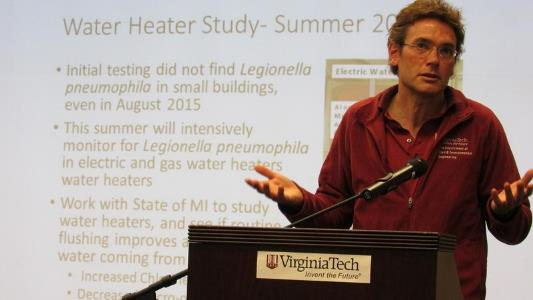 Water Heater Study- Summer 20
• Initial testing did not find Legionella
pneumophila in small buildings,
even in August 2015
• This summer will intensively
monitor for Legionella pneumophila
in electric and gas water heaters
water heaters
• Work with State of MI to study
water heaters, and see if routine
flushing improves a
water coming from
• Increased Chl
• Decreas
Electric Wat
VirginiaTech
Invent the Future
VirginiaTech